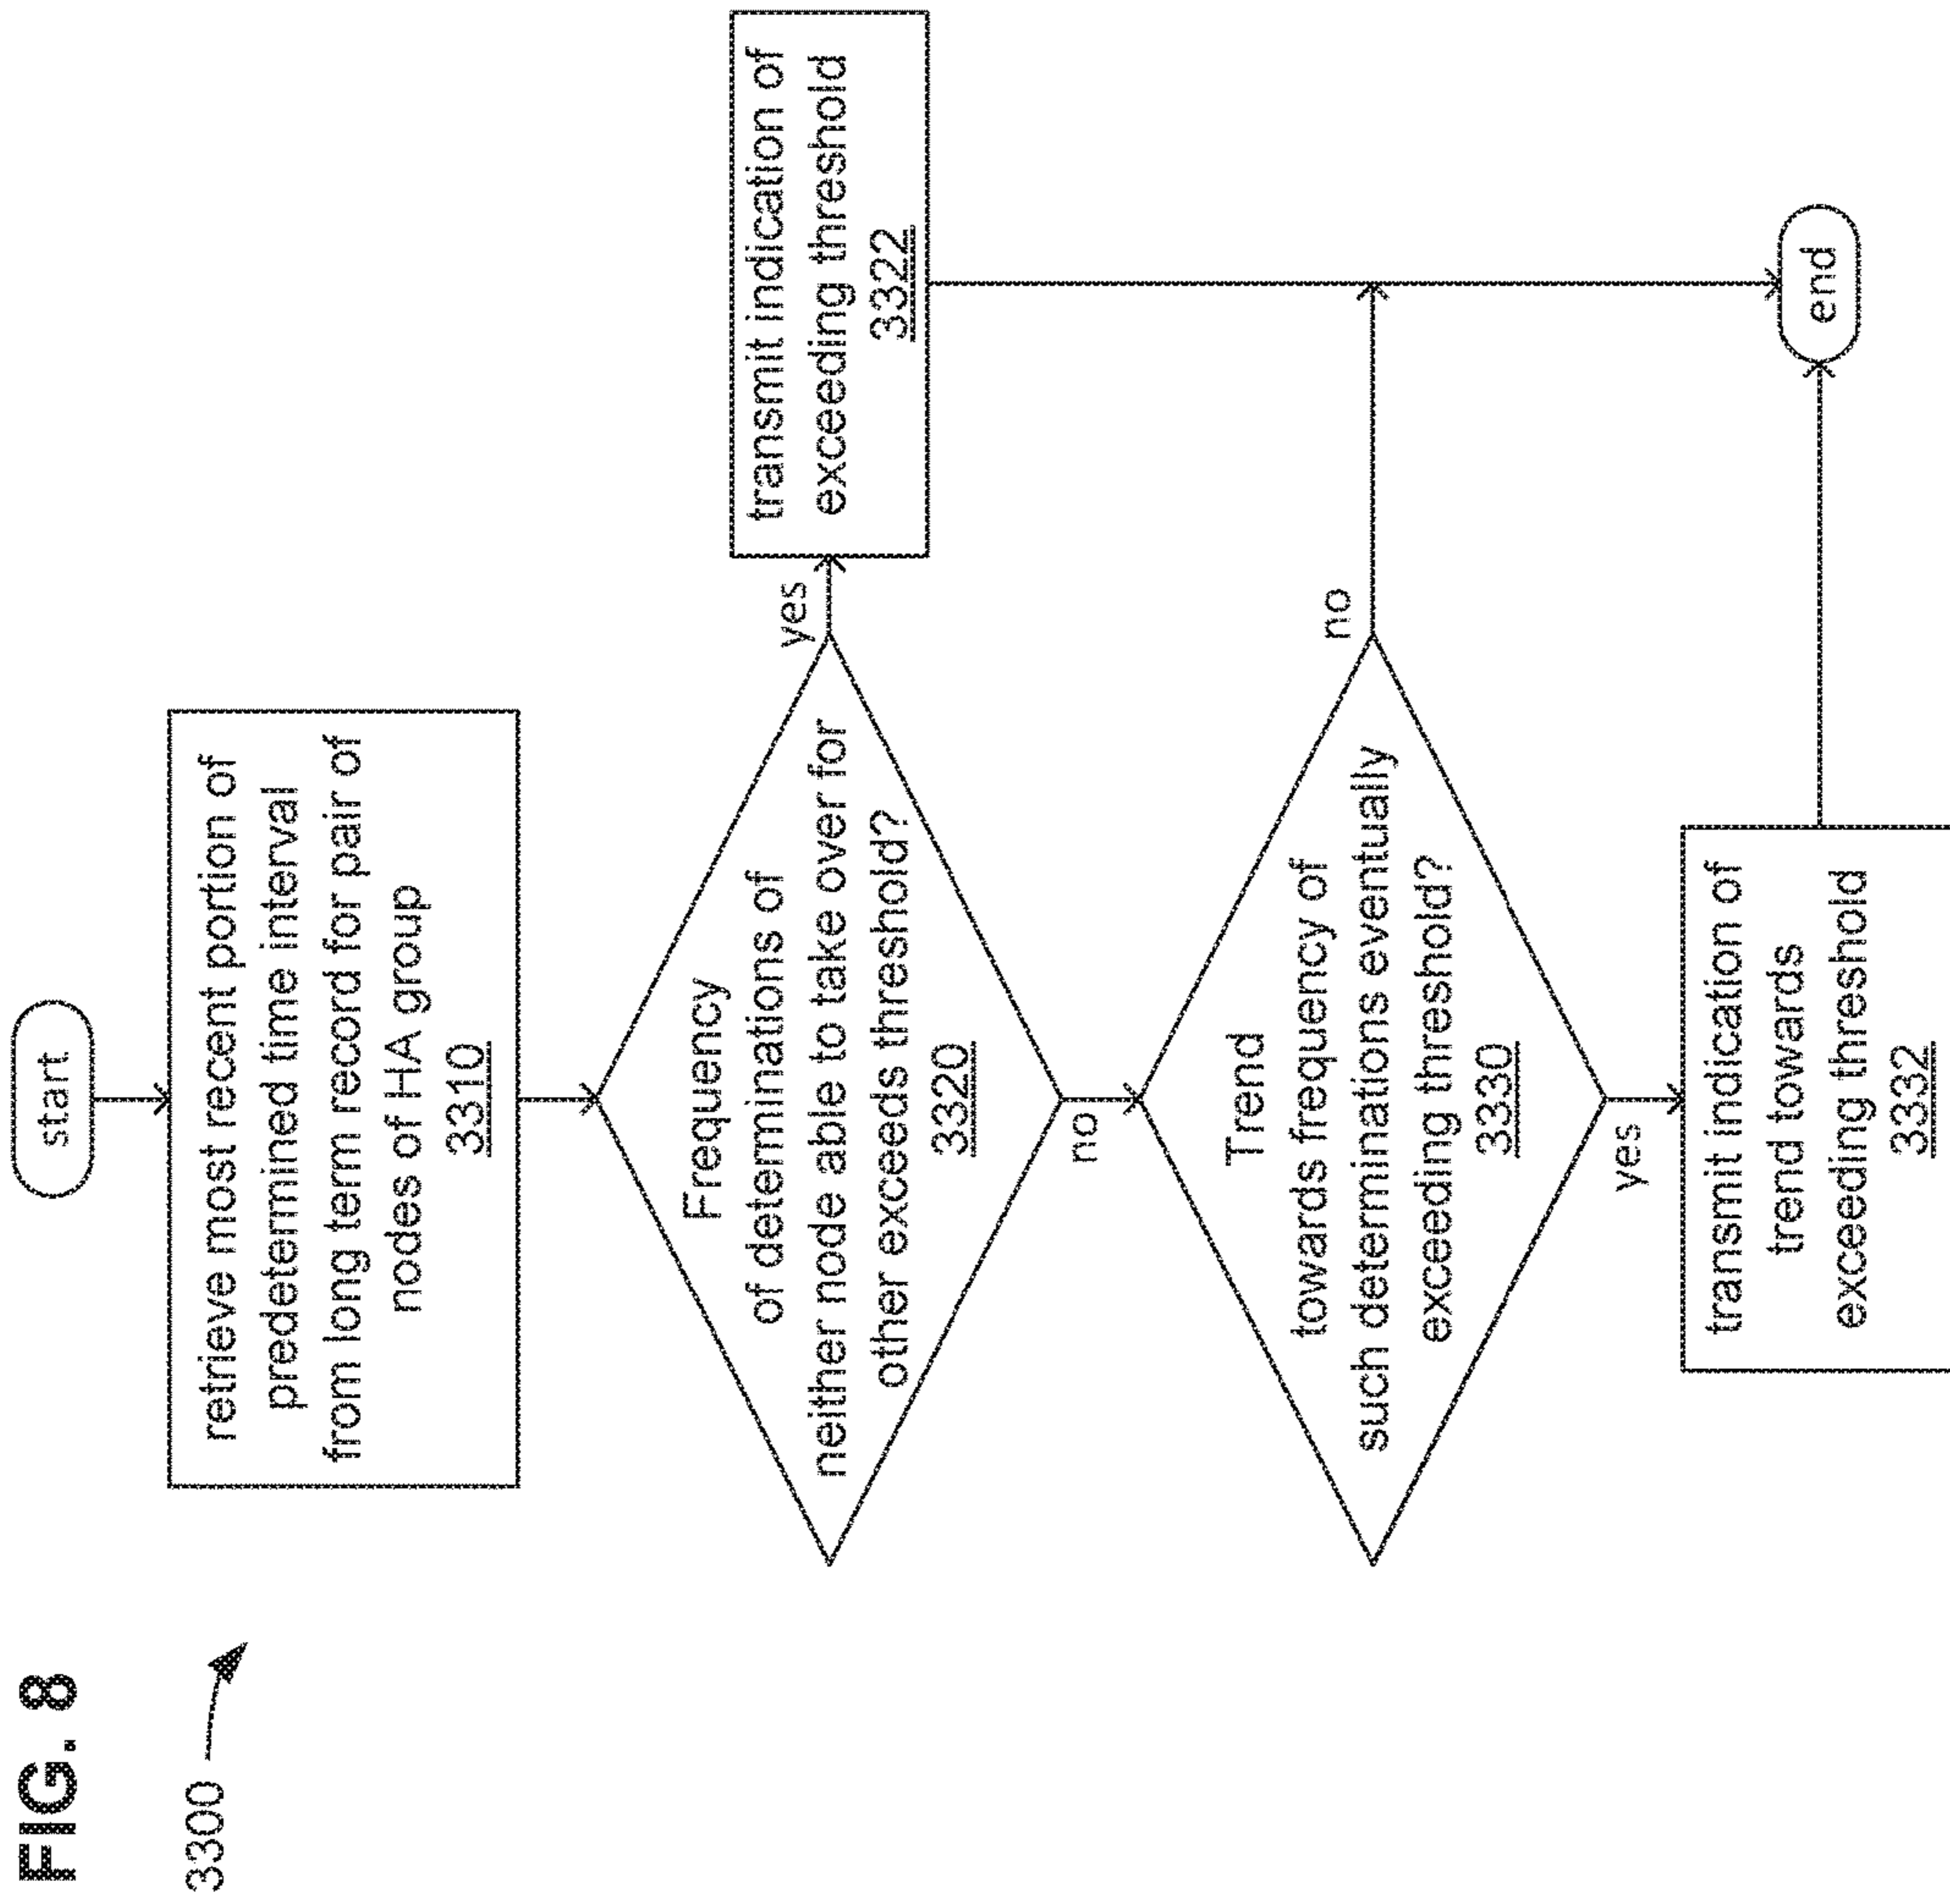 FIG. 8
3300
start
retrieve most recent portion of
predetermined time interval
from long term record for pair of
nodes of HA group
3310
Frequency
of determinations of
neither node able to take over for
other exceeds threshold?
3320
yes
transmit indication of
exceeding threshold
3322
no
Trend
towards frequency of
such determinations eventually
exceeding threshold?
3330
no
yes
transmit indication of
trend towards
exceeding threshold
3332
end